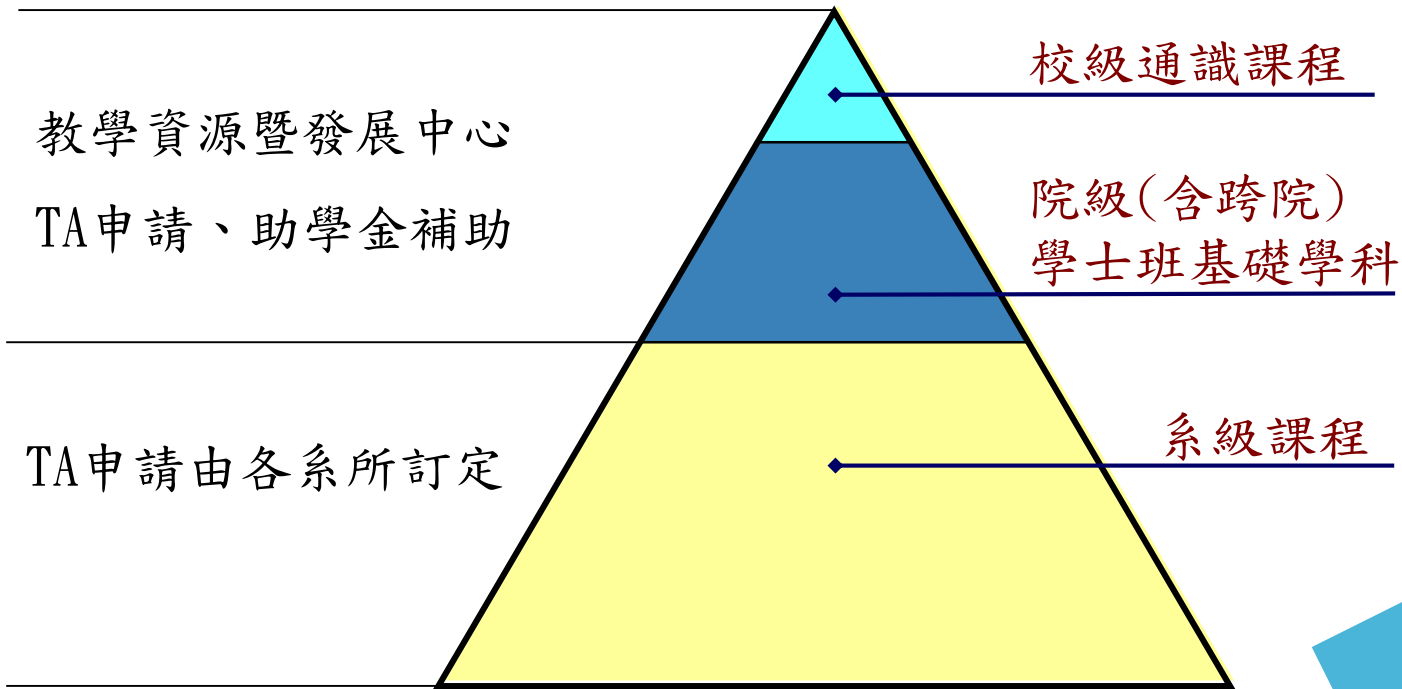 校級通識課程
教學資源暨發展中心
TA申請、助學金補助
院級(含跨院)
學士班基礎學科
系級課程
TA申請由各系所訂定